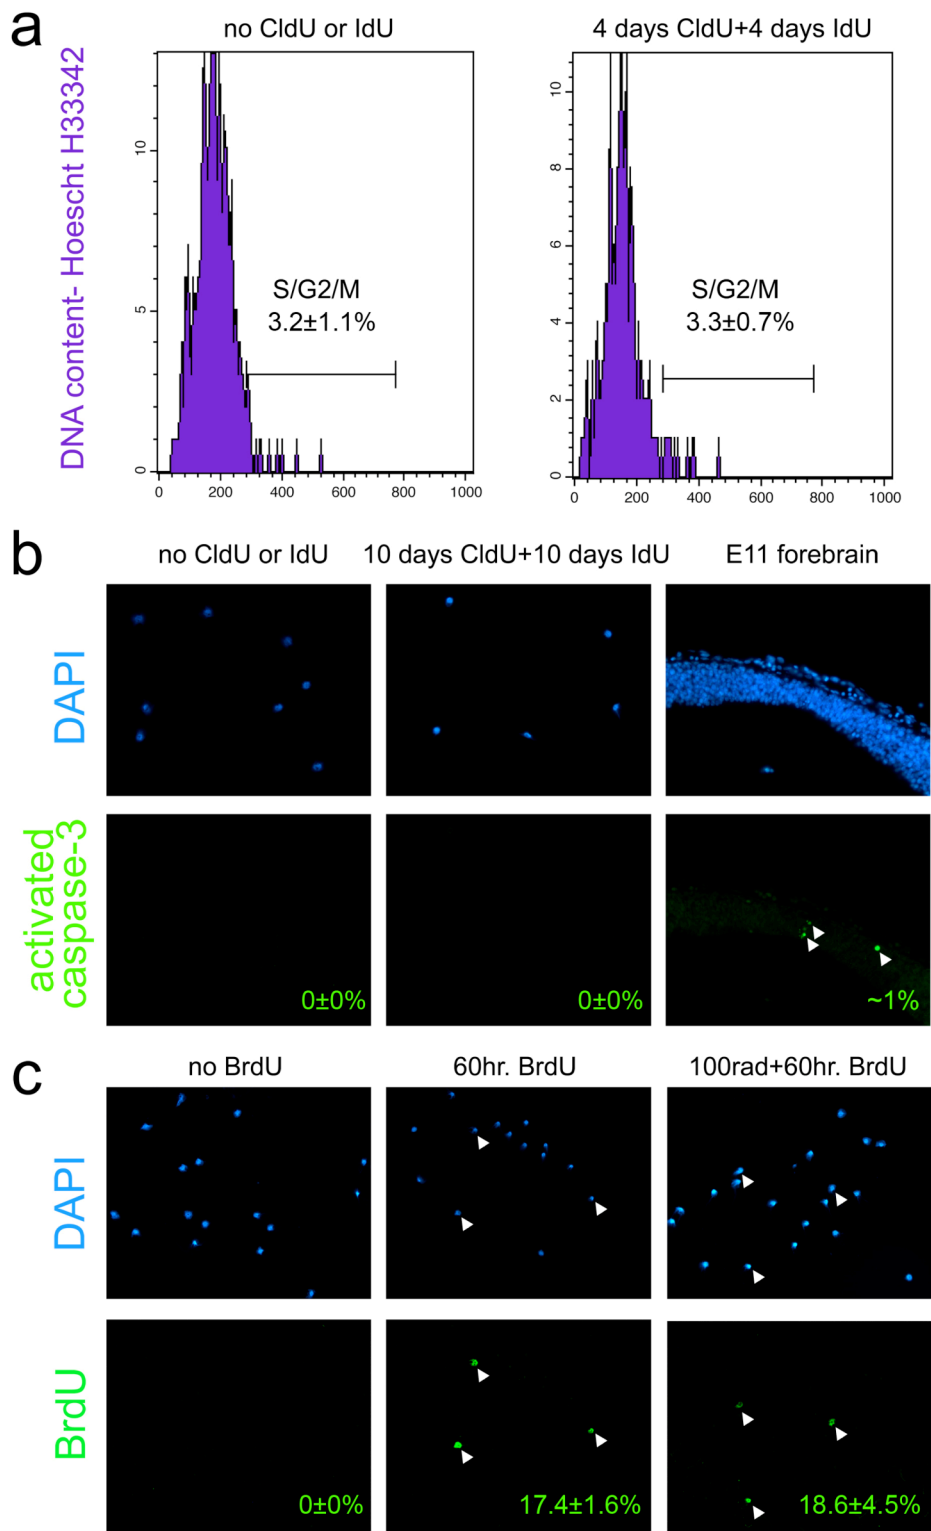 a
no CldU or IdU
4 days CldU+4 days IdU
DNA content- Hoescht H33342
10
5
0
S/G2/M
3.2±1.1%
0 200 400 600 800 1000
10
8
6
4
2
0
S/G2/M
3.3±0.7%
0 200 400 600 800 1000
b
no CldU or IdU
10 days CldU+10 days IdU
E11 forebrain
DAPI
activated
caspase-3
0±0%
0±0%
~1%
c
no BrdU
60hr. BrdU
100rad+60hr. BrdU
DAPI
BrdU
0±0%
17.4±1.6%
18.6±4.5%